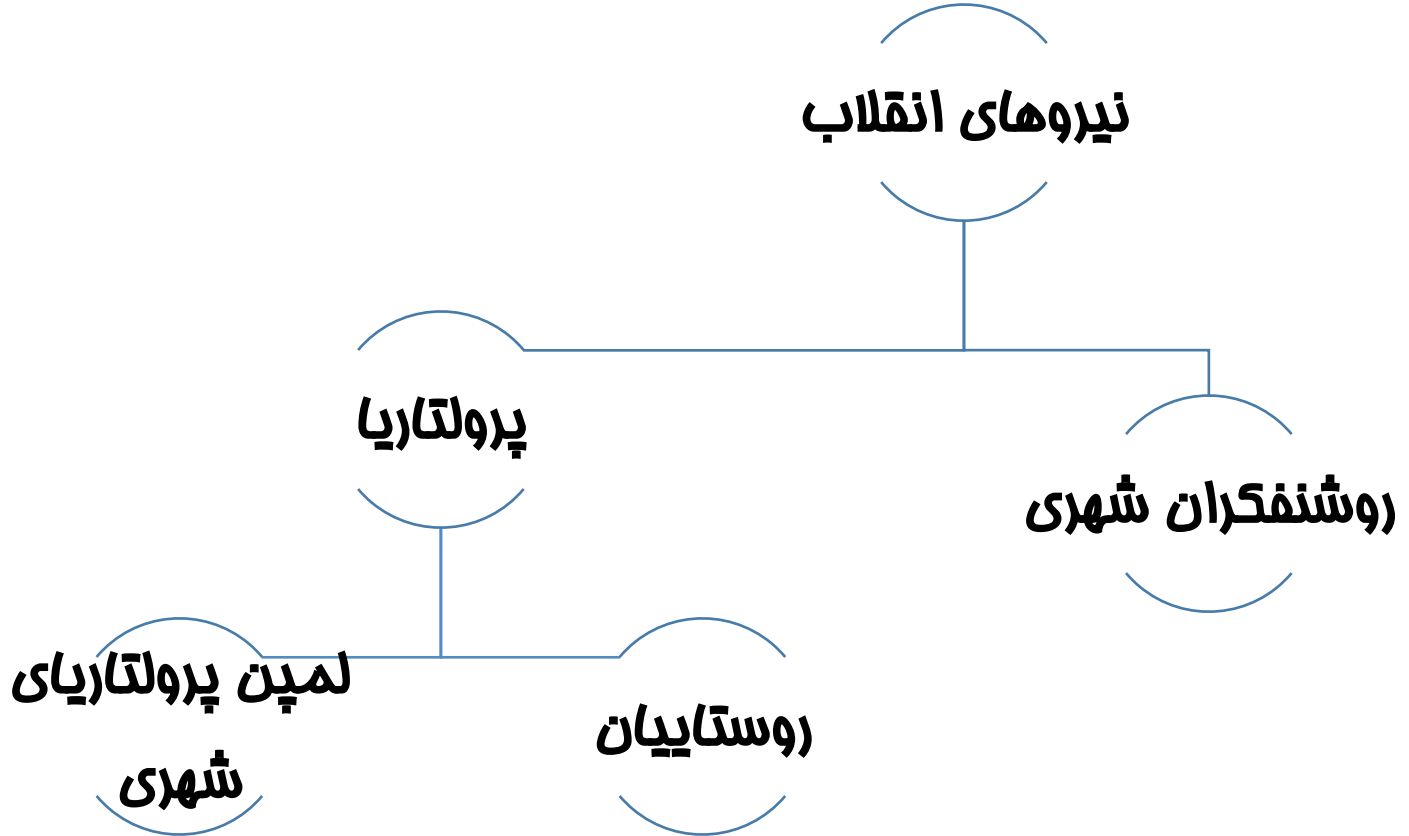 نیروهای انقلاب
پرولتاریا
روشنفکران شهری
لمپن پرولتاریای
شهری
روستاییان